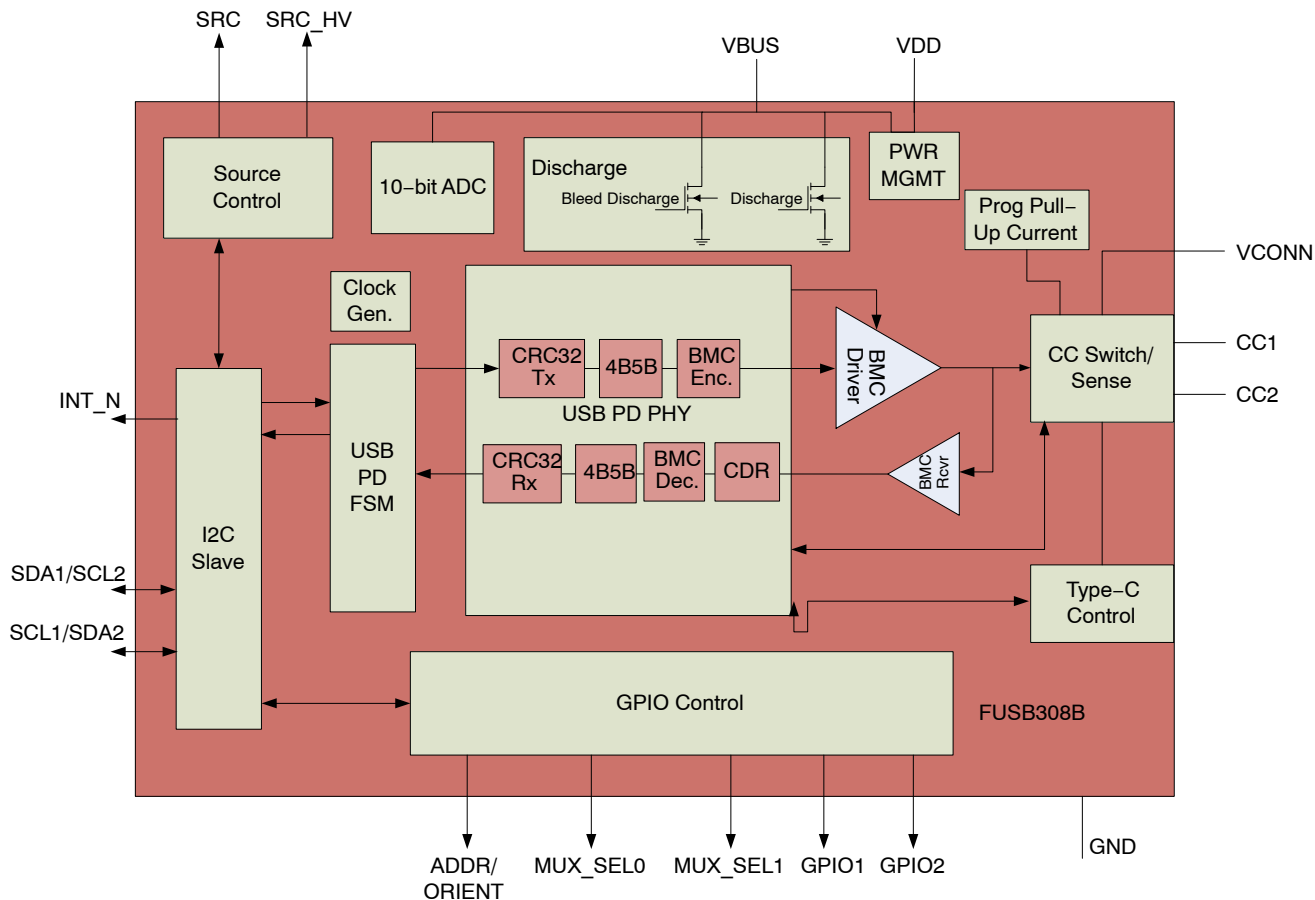 SRC
SRC_HV
VBUS
VDD
Source
Control
10−bit ADC
Discharge
Bleed Discharge
Discharge
PWR
MGMT
Prog Pull−
Up Current
VCONN
Clock
Gen.
CRC32
Tx
4B5B
BMC
Enc.
BMC
Driver
CC Switch/
Sense
CC1
CC2
INT_N
USB PD PHY
USB
PD
FSM
CRC32
Rx
4B5B
BMC
Dec.
CDR
BMC
Rcvr
I2C
Slave
SDA1/SCL2
SCL1/SDA2
Type−C
Control
GPIO Control
FUSB308B
ADDR/
ORIENT
MUX_SEL0
MUX_SEL1
GPIO1
GPIO2
GND